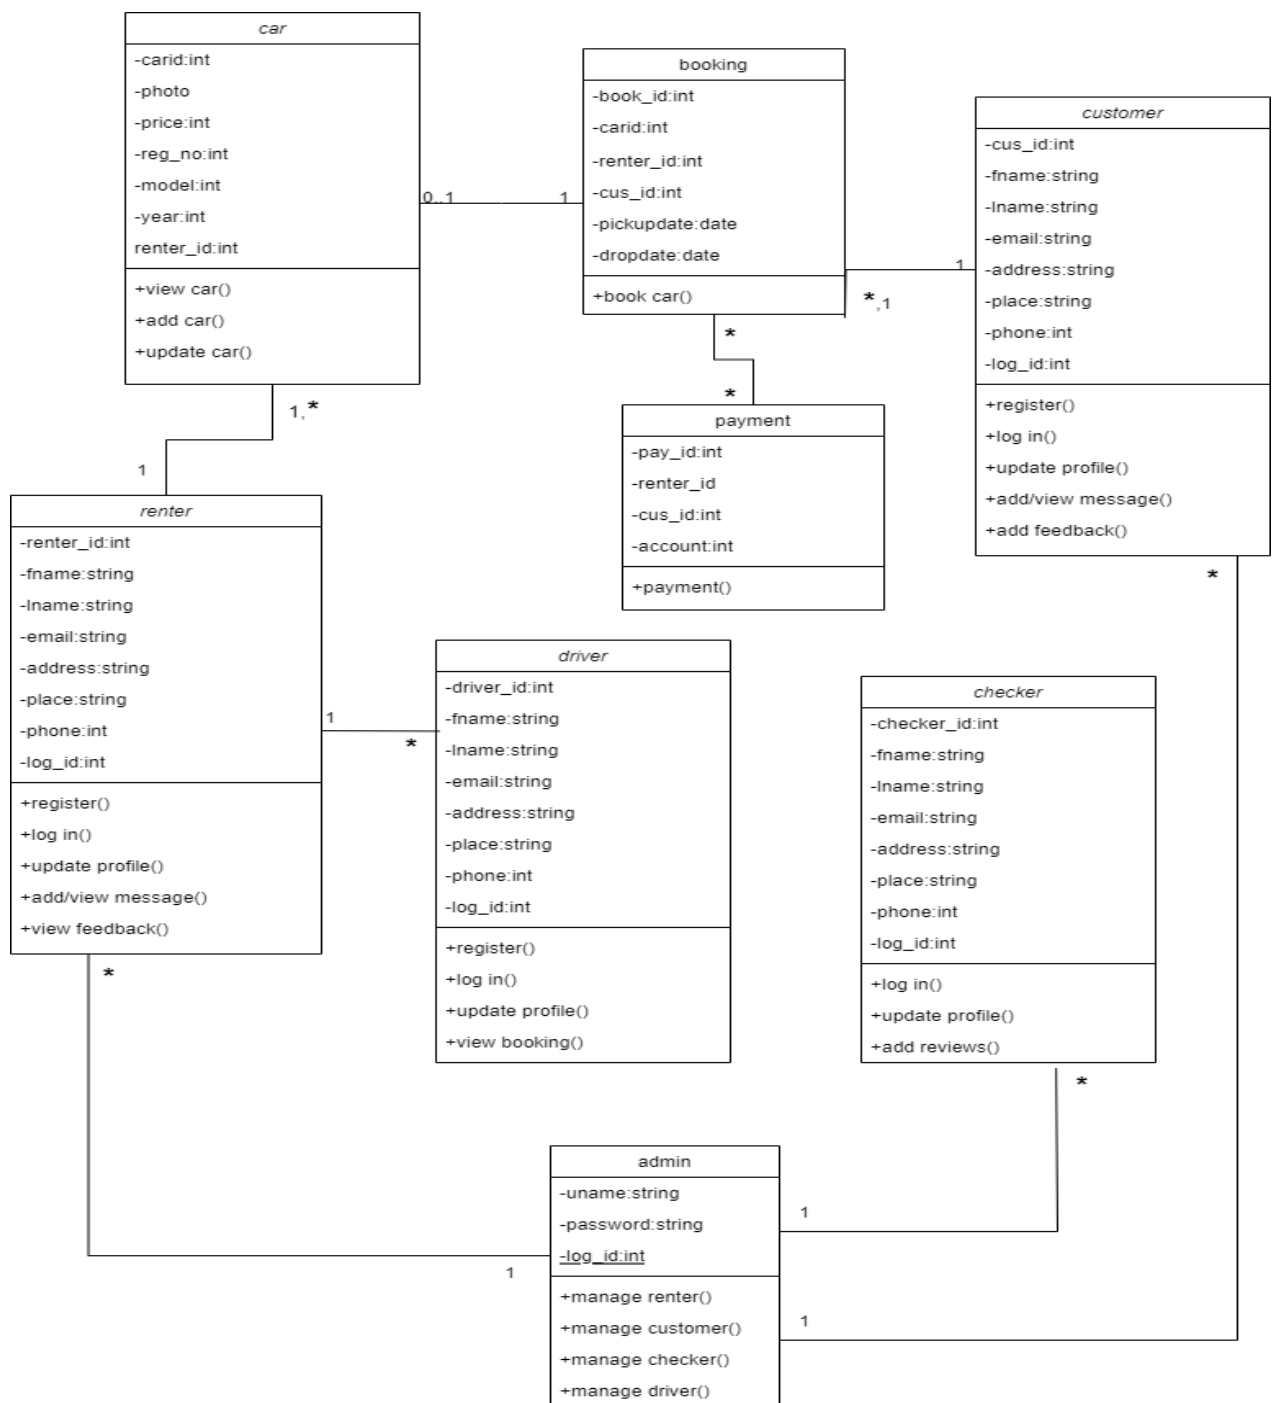 car
-carid:int
-photo
-price:int
-reg_no:int
-model:int
-year:int
renter_id:int
+view car()
+add car()
+update car()
0..1
1
booking
-book_id:int
-carid:int
-renter_id:int
-cus_id:int
-pickupdate:date
-dropdate:date
+book car()
1
*,1
customer
-cus_id:int
-fname:string
-lname:string
-email:string
-address:string
-place:string
-phone:int
-log_id:int
+register()
+log in()
+update profile()
+add/view message()
+add feedback()
*
*
*
payment
-pay_id:int
-renter_id
-cus_id:int
-account:int
+payment()
1,*
1
renter
-renter_id:int
-fname:string
-lname:string
-email:string
-address:string
-place:string
-phone:int
-log_id:int
+register()
+log in()
+update profile()
+add/view message()
+view feedback()
*
1
*
driver
-driver_id:int
-fname:string
-lname:string
-email:string
-address:string
-place:string
-phone:int
-log_id:int
+register()
+log in()
+update profile()
+view booking()
checker
-checker_id:int
-fname:string
-lname:string
-email:string
-address:string
-place:string
-phone:int
-log_id:int
+log in()
+update profile()
+add reviews()
*
admin
-uname:string
-password:string
-log_id:int
+manage renter()
+manage customer()
+manage checker()
+manage driver()
1
1
1